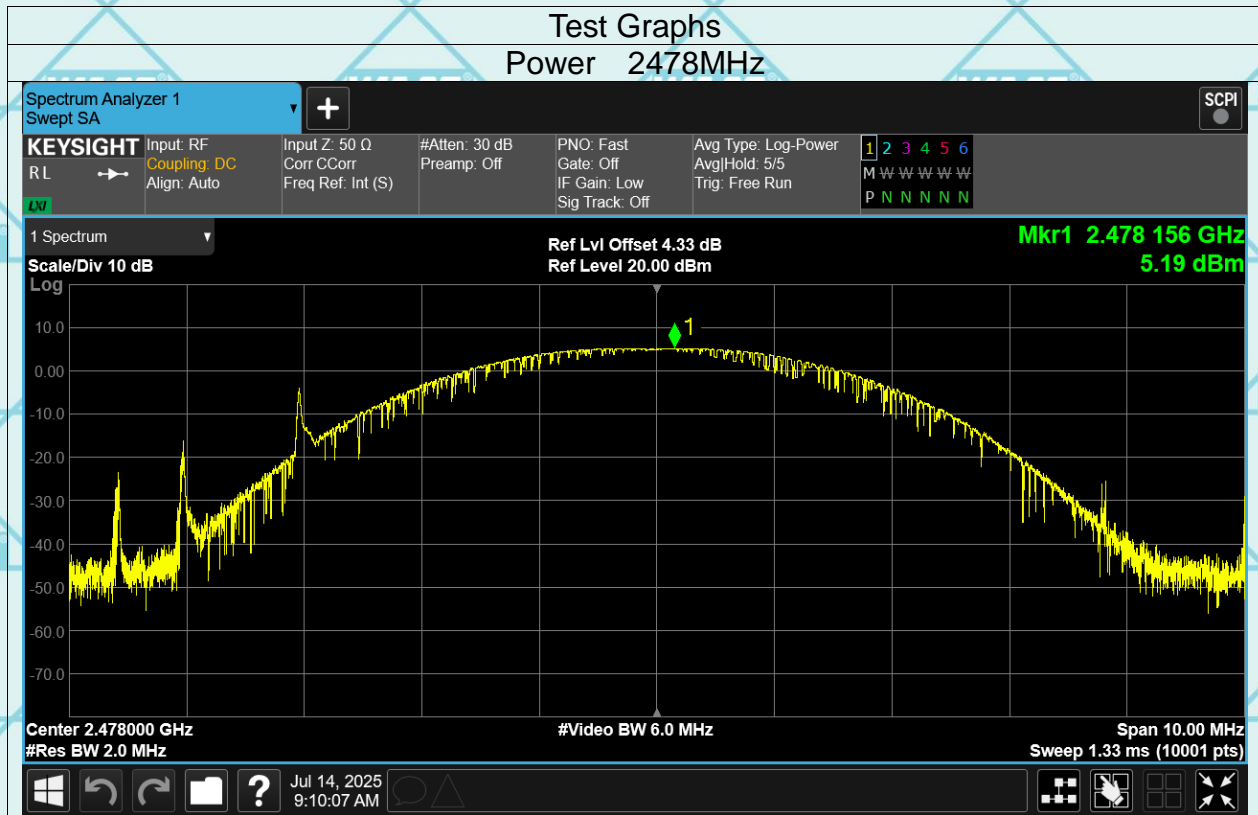 Test Graphs
Power 2478MHz
Spectrum Analyzer 1
Swept SA
SCPI
KEYSIGHT
R L
LXI
Input: RF
Coupling: DC
Align: Auto
Input Z: 50 Ω
Corr CCorr
Freq Ref: Int (S)
#Atten: 30 dB
Preamp: Off
PNO: Fast
Gate: Off
IF Gain: Low
Sig Track: Off
Avg Type: Log-Power
Avg|Hold: 5/5
Trig: Free Run
1 2 3 4 5 6
M W W W W W
P N N N N N
1 Spectrum
Scale/Div 10 dB
Log
Ref Lvl Offset 4.33 dB
Ref Level 20.00 dBm
Mkr1 2.478 156 GHz
5.19 dBm
1
10.0
0.00
-10.0
-20.0
-30.0
-40.0
-50.0
-60.0
-70.0
Center 2.478000 GHz
#Res BW 2.0 MHz
#Video BW 6.0 MHz
Span 10.00 MHz
Sweep 1.33 ms (10001 pts)
?
Jul 14, 2025
9:10:07 AM